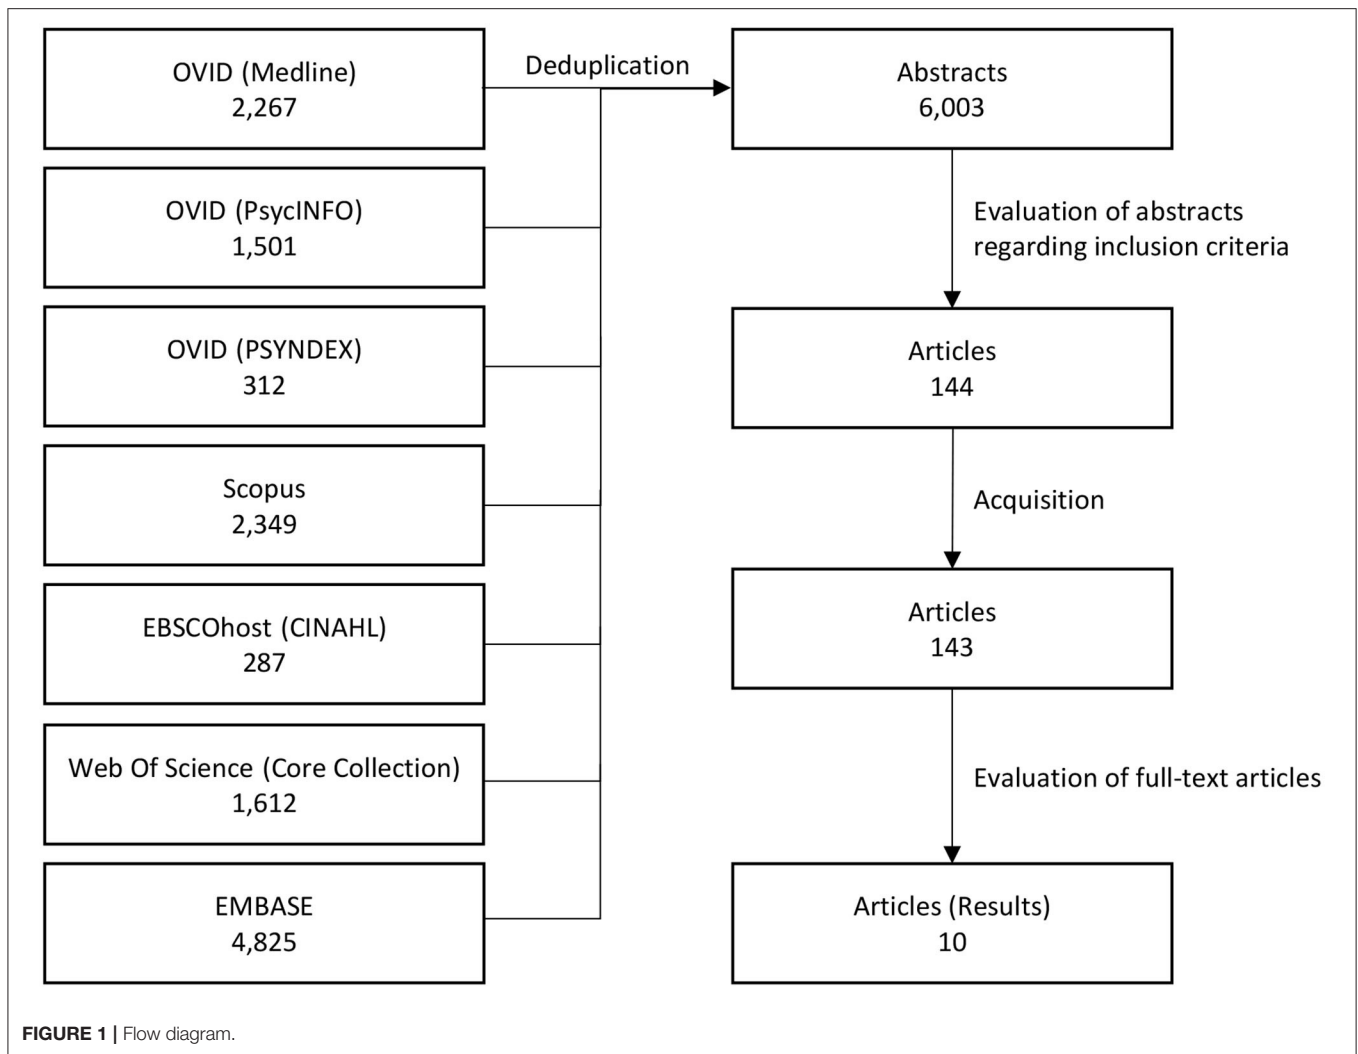 OVID (Medline)
2,267
OVID (PsycINFO)
1,501
OVID (PSYNDEX)
312
Scopus
2,349
EBSCOhost (CINAHL)
287
Web Of Science (Core Collection)
1,612
EMBASE
4,825
Deduplication
Abstracts
6,003
Evaluation of abstracts
regarding inclusion criteria
Articles
144
Acquisition
Articles
143
Evaluation of full-text articles
Articles (Results)
10
FIGURE 1 | Flow diagram.